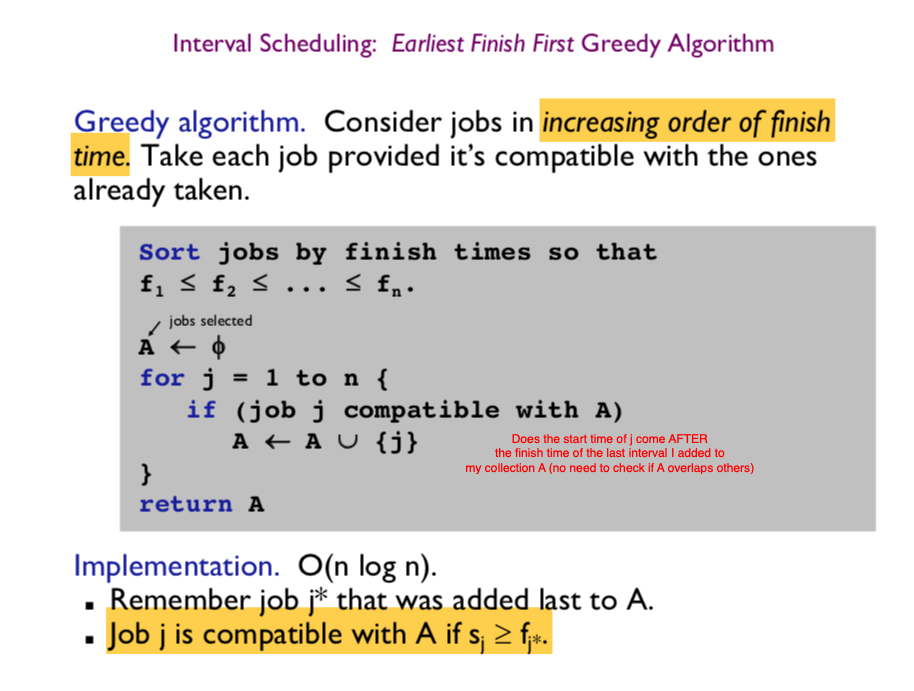 Interval Scheduling: Earliest Finish First Greedy Algorithm
Greedy algorithm. Consider jobs in increasing order of finish
time. Take each job provided it's compatible with the ones
already taken.
Sort jobs by finish times so that
f₁ ≤ f₂ ≤ ... ≤ fₙ.
jobs selected
A ← ϕ
for j = 1 to n {
if (job j compatible with A)
A ← A ∪ {j}
Does the start time of j come AFTER
the finish time of the last interval I added to
my collection A (no need to check if A overlaps others)
}
return A
Implementation. O(n log n).
▪ Remember job j* that was added last to A.
▪ Job j is compatible with A if sⱼ ≥ fⱼ*.